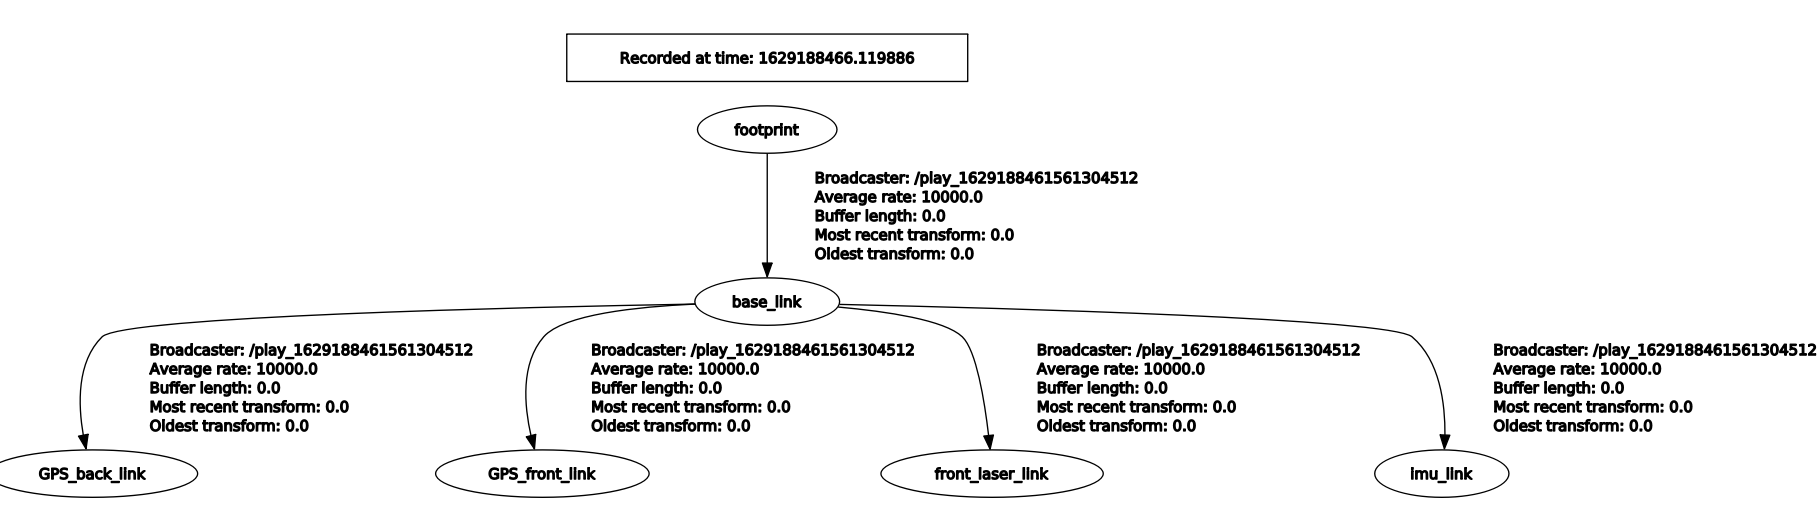 Recorded at time: 1629188466.119886
footprint
Broadcaster: /play_1629188461561304512
Average rate: 10000.0
Buffer length: 0.0
Most recent transform: 0.0
Oldest transform: 0.0
base_link
Broadcaster: /play_1629188461561304512
Average rate: 10000.0
Buffer length: 0.0
Most recent transform: 0.0
Oldest transform: 0.0
Broadcaster: /play_1629188461561304512
Average rate: 10000.0
Buffer length: 0.0
Most recent transform: 0.0
Oldest transform: 0.0
Broadcaster: /play_1629188461561304512
Average rate: 10000.0
Buffer length: 0.0
Most recent transform: 0.0
Oldest transform: 0.0
Broadcaster: /play_1629188461561304512
Average rate: 10000.0
Buffer length: 0.0
Most recent transform: 0.0
Oldest transform: 0.0
GPS_back_link
GPS_front_link
front_laser_link
imu_link